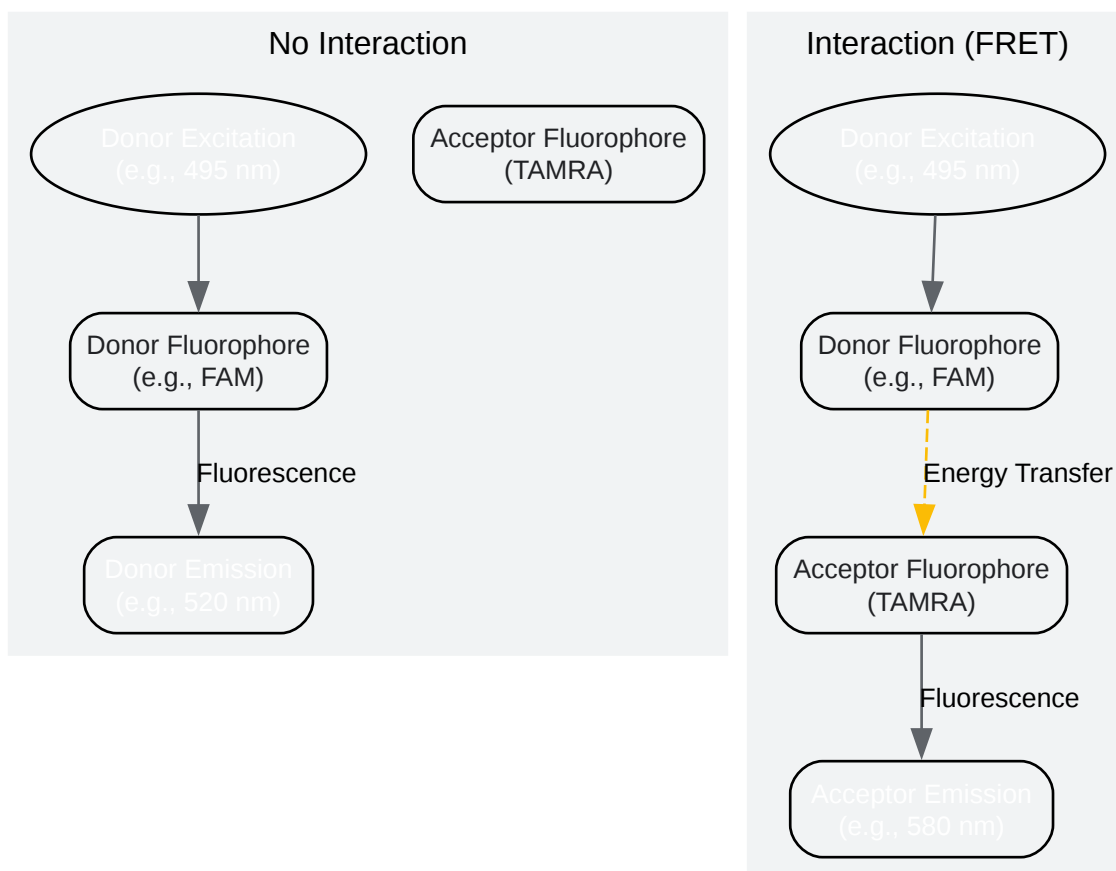 No Interaction
Donor Excitation
(e.g., 495 nm)
Acceptor Fluorophore
(TAMRA)
Donor Fluorophore
(e.g., FAM)
Fluorescence
Donor Emission
(e.g., 520 nm)
Interaction (FRET)
Donor Excitation
(e.g., 495 nm)
Donor Fluorophore
(e.g., FAM)
Energy Transfer
Acceptor Fluorophore
(TAMRA)
Fluorescence
Acceptor Emission
(e.g., 580 nm)